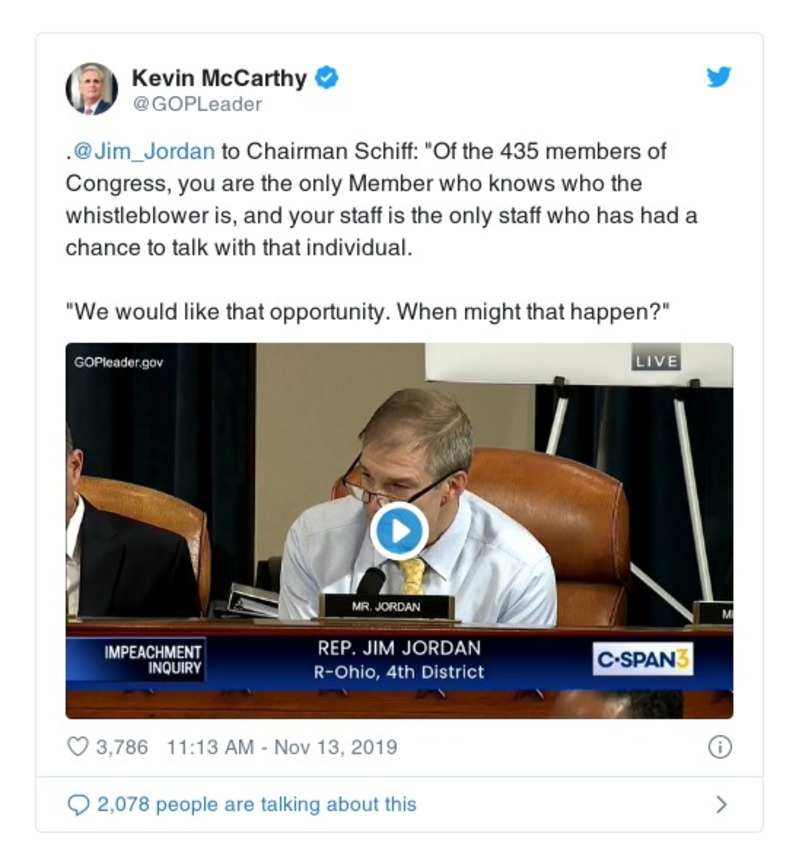 Kevin McCarthy
@GOPLeader
.@Jim_Jordan to Chairman Schiff: "Of the 435 members of
Congress, you are the only Member who knows who the
whistleblower is, and your staff is the only staff who has had a
chance to talk with that individual.
"We would like that opportunity. When might that happen?"
GOPleader.gov
LIVE
MR. JORDAN
IMPEACHMENT
INQUIRY
REP. JIM JORDAN
R-Ohio, 4th District
C-SPAN3
3,786 11:13 AM - Nov 13, 2019
2,078 people are talking about this